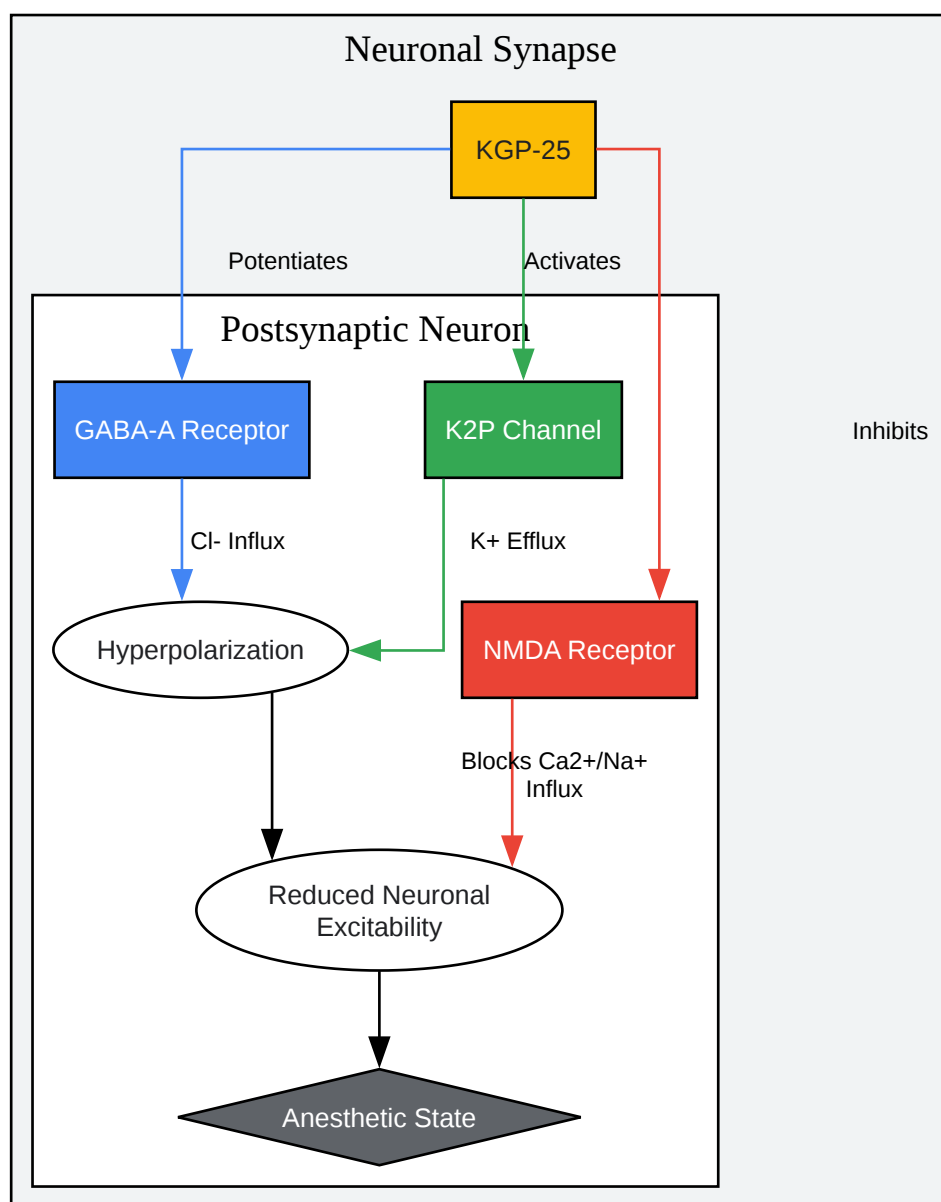 Neuronal Synapse
KGP-25
Potentiates
Activates
Postsynaptic Neuron
GABA-A Receptor
K2P Channel
Inhibits
Cl- Influx
K+ Efflux
Hyperpolarization
NMDA Receptor
Blocks Ca2+/Na+
Influx
Reduced Neuronal
Excitability
Anesthetic State